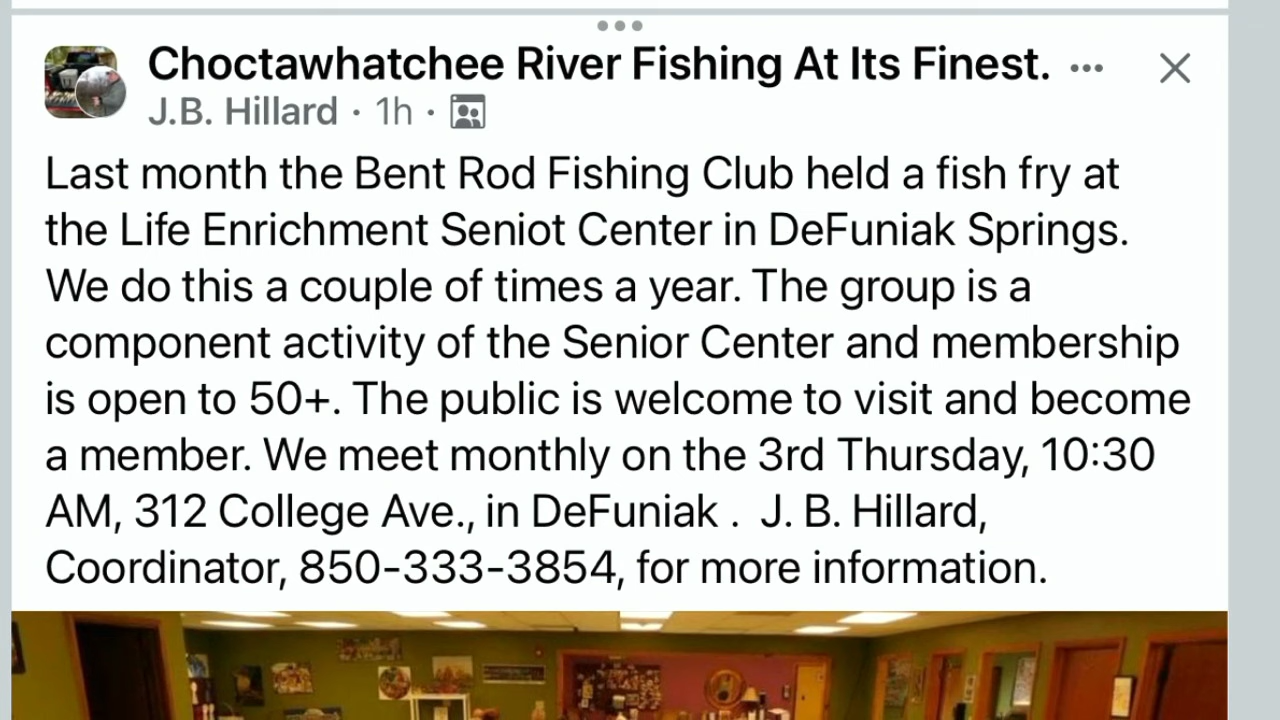 Choctawhatchee River Fishing At Its Finest.
J.B. Hillard · 1h ·
Last month the Bent Rod Fishing Club held a fish fry at
the Life Enrichment Seniot Center in DeFuniak Springs.
We do this a couple of times a year. The group is a
component activity of the Senior Center and membership
is open to 50+. The public is welcome to visit and become
a member. We meet monthly on the 3rd Thursday, 10:30
AM, 312 College Ave., in DeFuniak .  J. B. Hillard,
Coordinator, 850-333-3854, for more information.